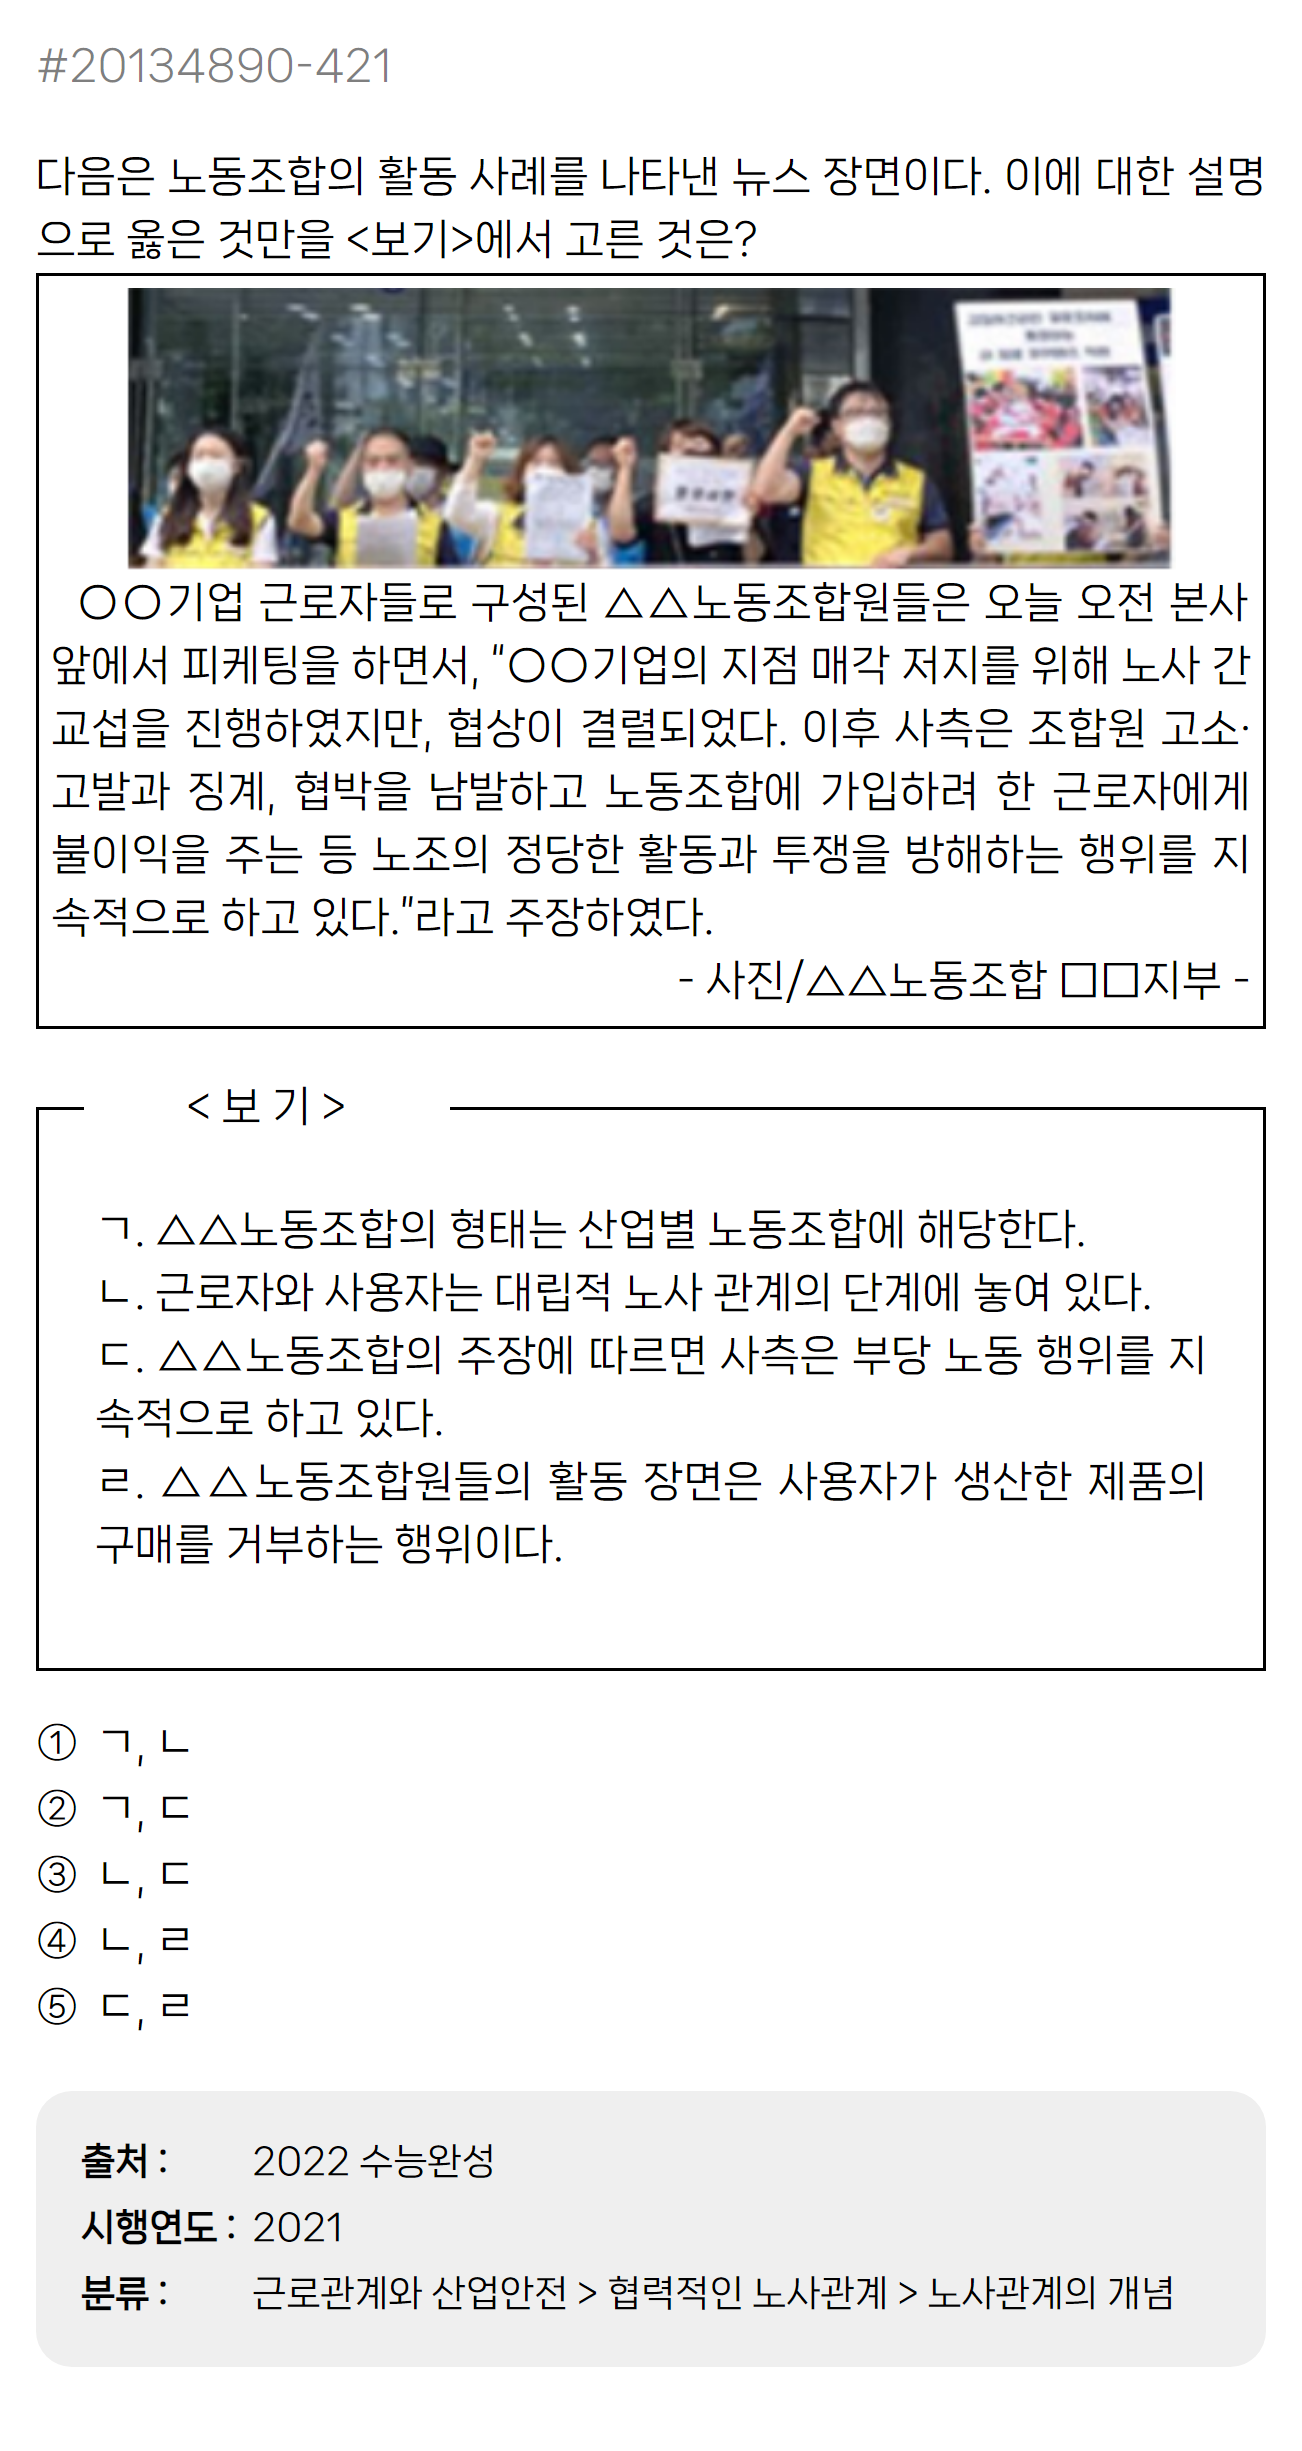 #20134890-421
다음은 노동조합의 활동 사례를 나타낸 뉴스 장면이다. 이에 대한 설명
으로 옳은 것만을 <보기>에서 고른 것은?
○○기업 근로자들로 구성된 △△노동조합원들은 오늘 오전 본사
앞에서 피케팅을 하면서, "○○기업의 지점 매각 저지를 위해 노사 간
교섭을 진행하였지만, 협상이 결렬되었다. 이후 사측은 조합원 고소·
고발과 징계, 협박을 남발하고 노동조합에 가입하려 한 근로자에게
불이익을 주는 등 노조의 정당한 활동과 투쟁을 방해하는 행위를 지
속적으로 하고 있다."라고 주장하였다.
- 사진/△△노동조합 □□지부 -
< 보 기 >
ㄱ. △△노동조합의 형태는 산업별 노동조합에 해당한다.
ㄴ. 근로자와 사용자는 대립적 노사 관계의 단계에 놓여 있다.
ㄷ. △△노동조합의 주장에 따르면 사측은 부당 노동 행위를 지
속적으로 하고 있다.
ㄹ. △△노동조합원들의 활동 장면은 사용자가 생산한 제품의
구매를 거부하는 행위이다.
① ㄱ, ㄴ
② ㄱ, ㄷ
③ ㄴ, ㄷ
④ ㄴ, ㄹ
⑤ ㄷ, ㄹ
출처 : 2022 수능완성
시행연도 : 2021
분류 : 근로관계와 산업안전 > 협력적인 노사관계 > 노사관계의 개념